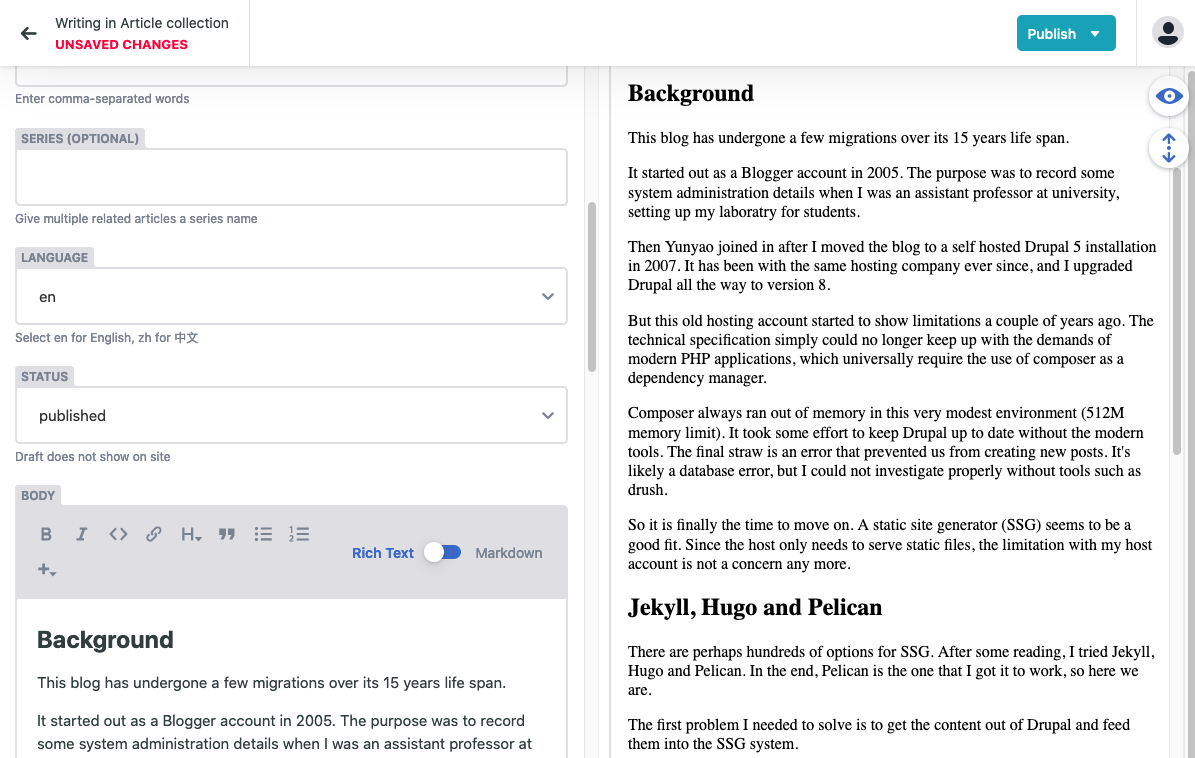 Writing in Article collection
UNSAVED CHANGES
Publish
Enter comma-separated words
SERIES (OPTIONAL)
Give multiple related articles a series name
LANGUAGE
en
Select en for English, zh for 中文
STATUS
published
Draft does not show on site
BODY
B I <> H
Rich Text Markdown
Background
This blog has undergone a few migrations over its 15 years life span.
It started out as a Blogger account in 2005. The purpose was to record
some system administration details when I was an assistant professor at
Background
This blog has undergone a few migrations over its 15 years life span.
It started out as a Blogger account in 2005. The purpose was to record some
system administration details when I was an assistant professor at university,
setting up my laboratry for students.
Then Yunyao joined in after I moved the blog to a self hosted Drupal 5 installation
in 2007. It has been with the same hosting company ever since, and I upgraded
Drupal all the way to version 8.
But this old hosting account started to show limitations a couple of years ago. The
technical specification simply could no longer keep up with the demands of
modern PHP applications, which universally require the use of composer as a
dependency manager.
Composer always ran out of memory in this very modest environment (512M
memory limit). It took some effort to keep Drupal up to date without the modern
tools. The final straw is an error that prevented us from creating new posts. It's
likely a database error, but I could not investigate properly without tools such as
drush.
So it is finally the time to move on. A static site generator (SSG) seems to be a
good fit. Since the host only needs to serve static files, the limitation with my host
account is not a concern any more.
Jekyll, Hugo and Pelican
There are perhaps hundreds of options for SSG. After some reading, I tried Jekyll,
Hugo and Pelican. In the end, Pelican is the one that I got it to work, so here we
are.
The first problem I needed to solve is to get the content out of Drupal and feed
them into the SSG system.